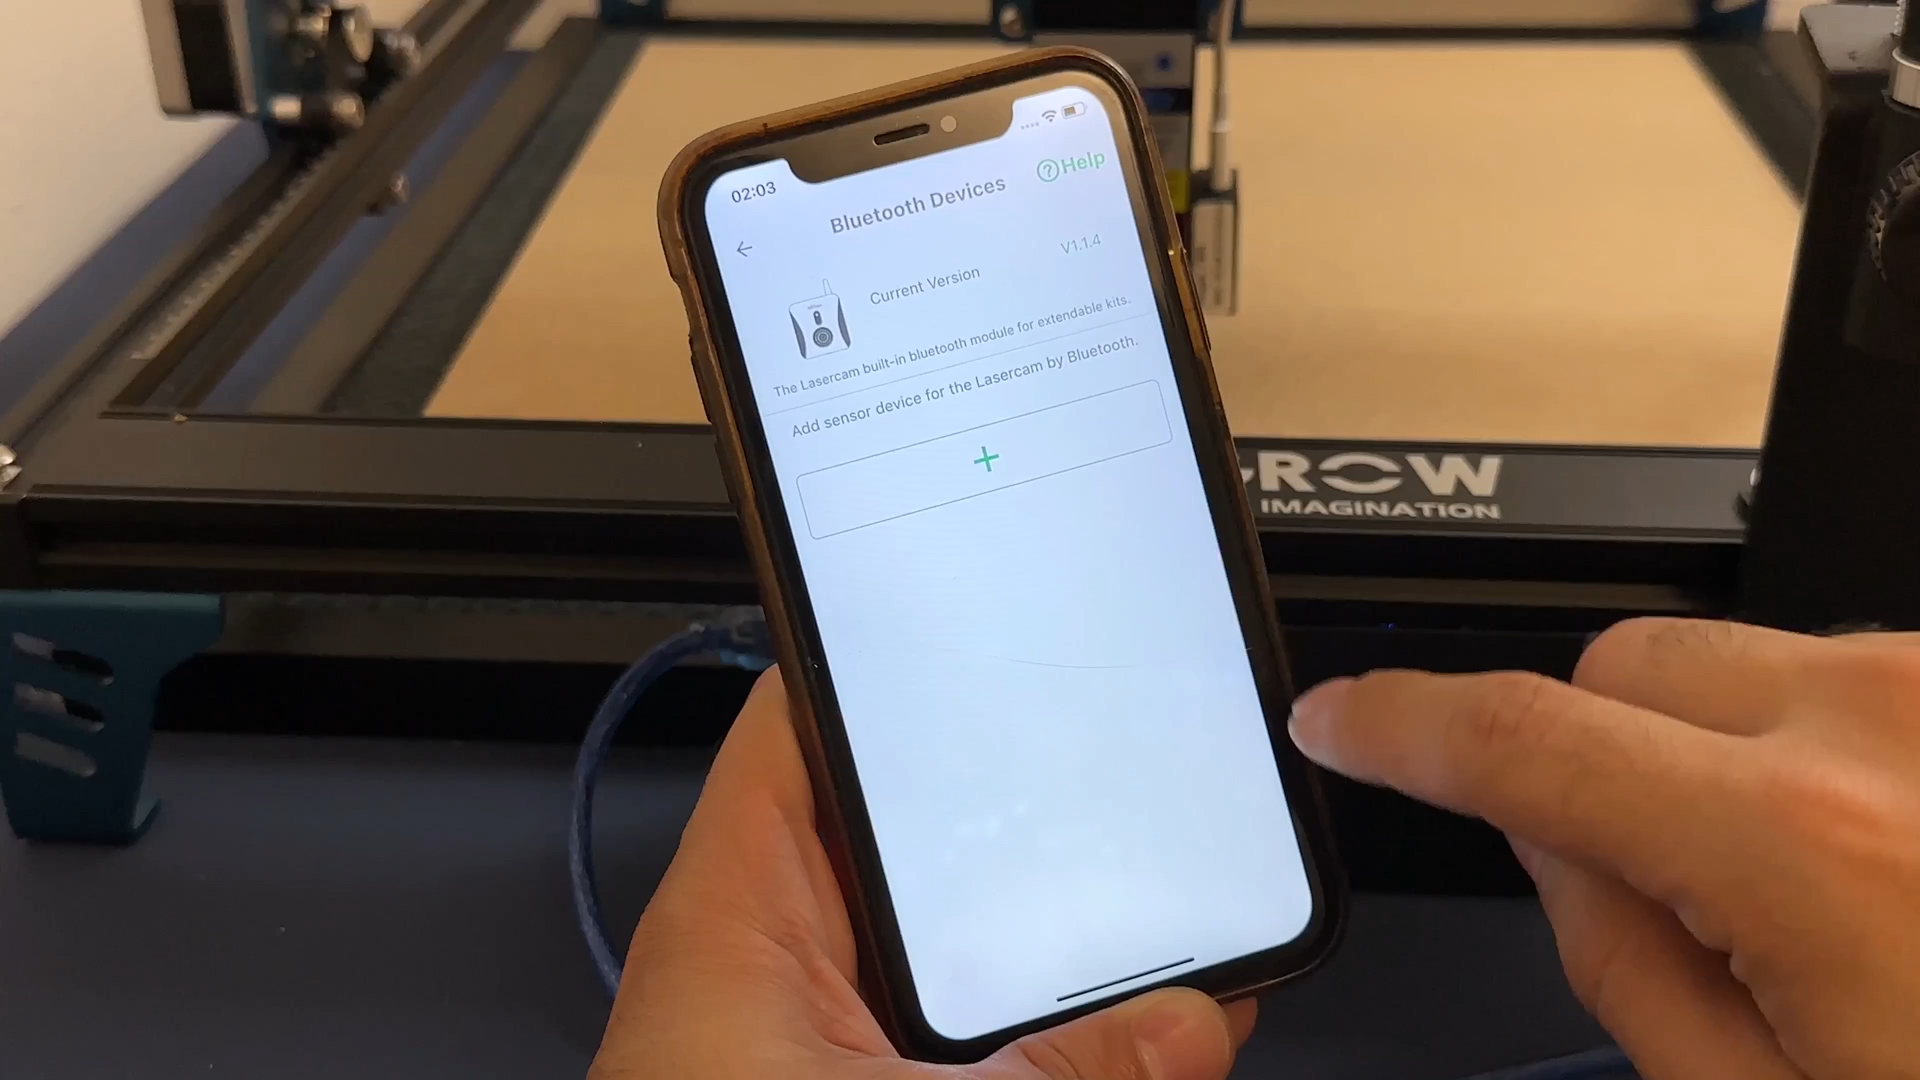 02:03
Help
Bluetooth Devices
Current Version
V1.1.4
The Lasercam built-in bluetooth module for extendable kits.
Add sensor device for the Lasercam by Bluetooth.
GROW
IMAGINATION